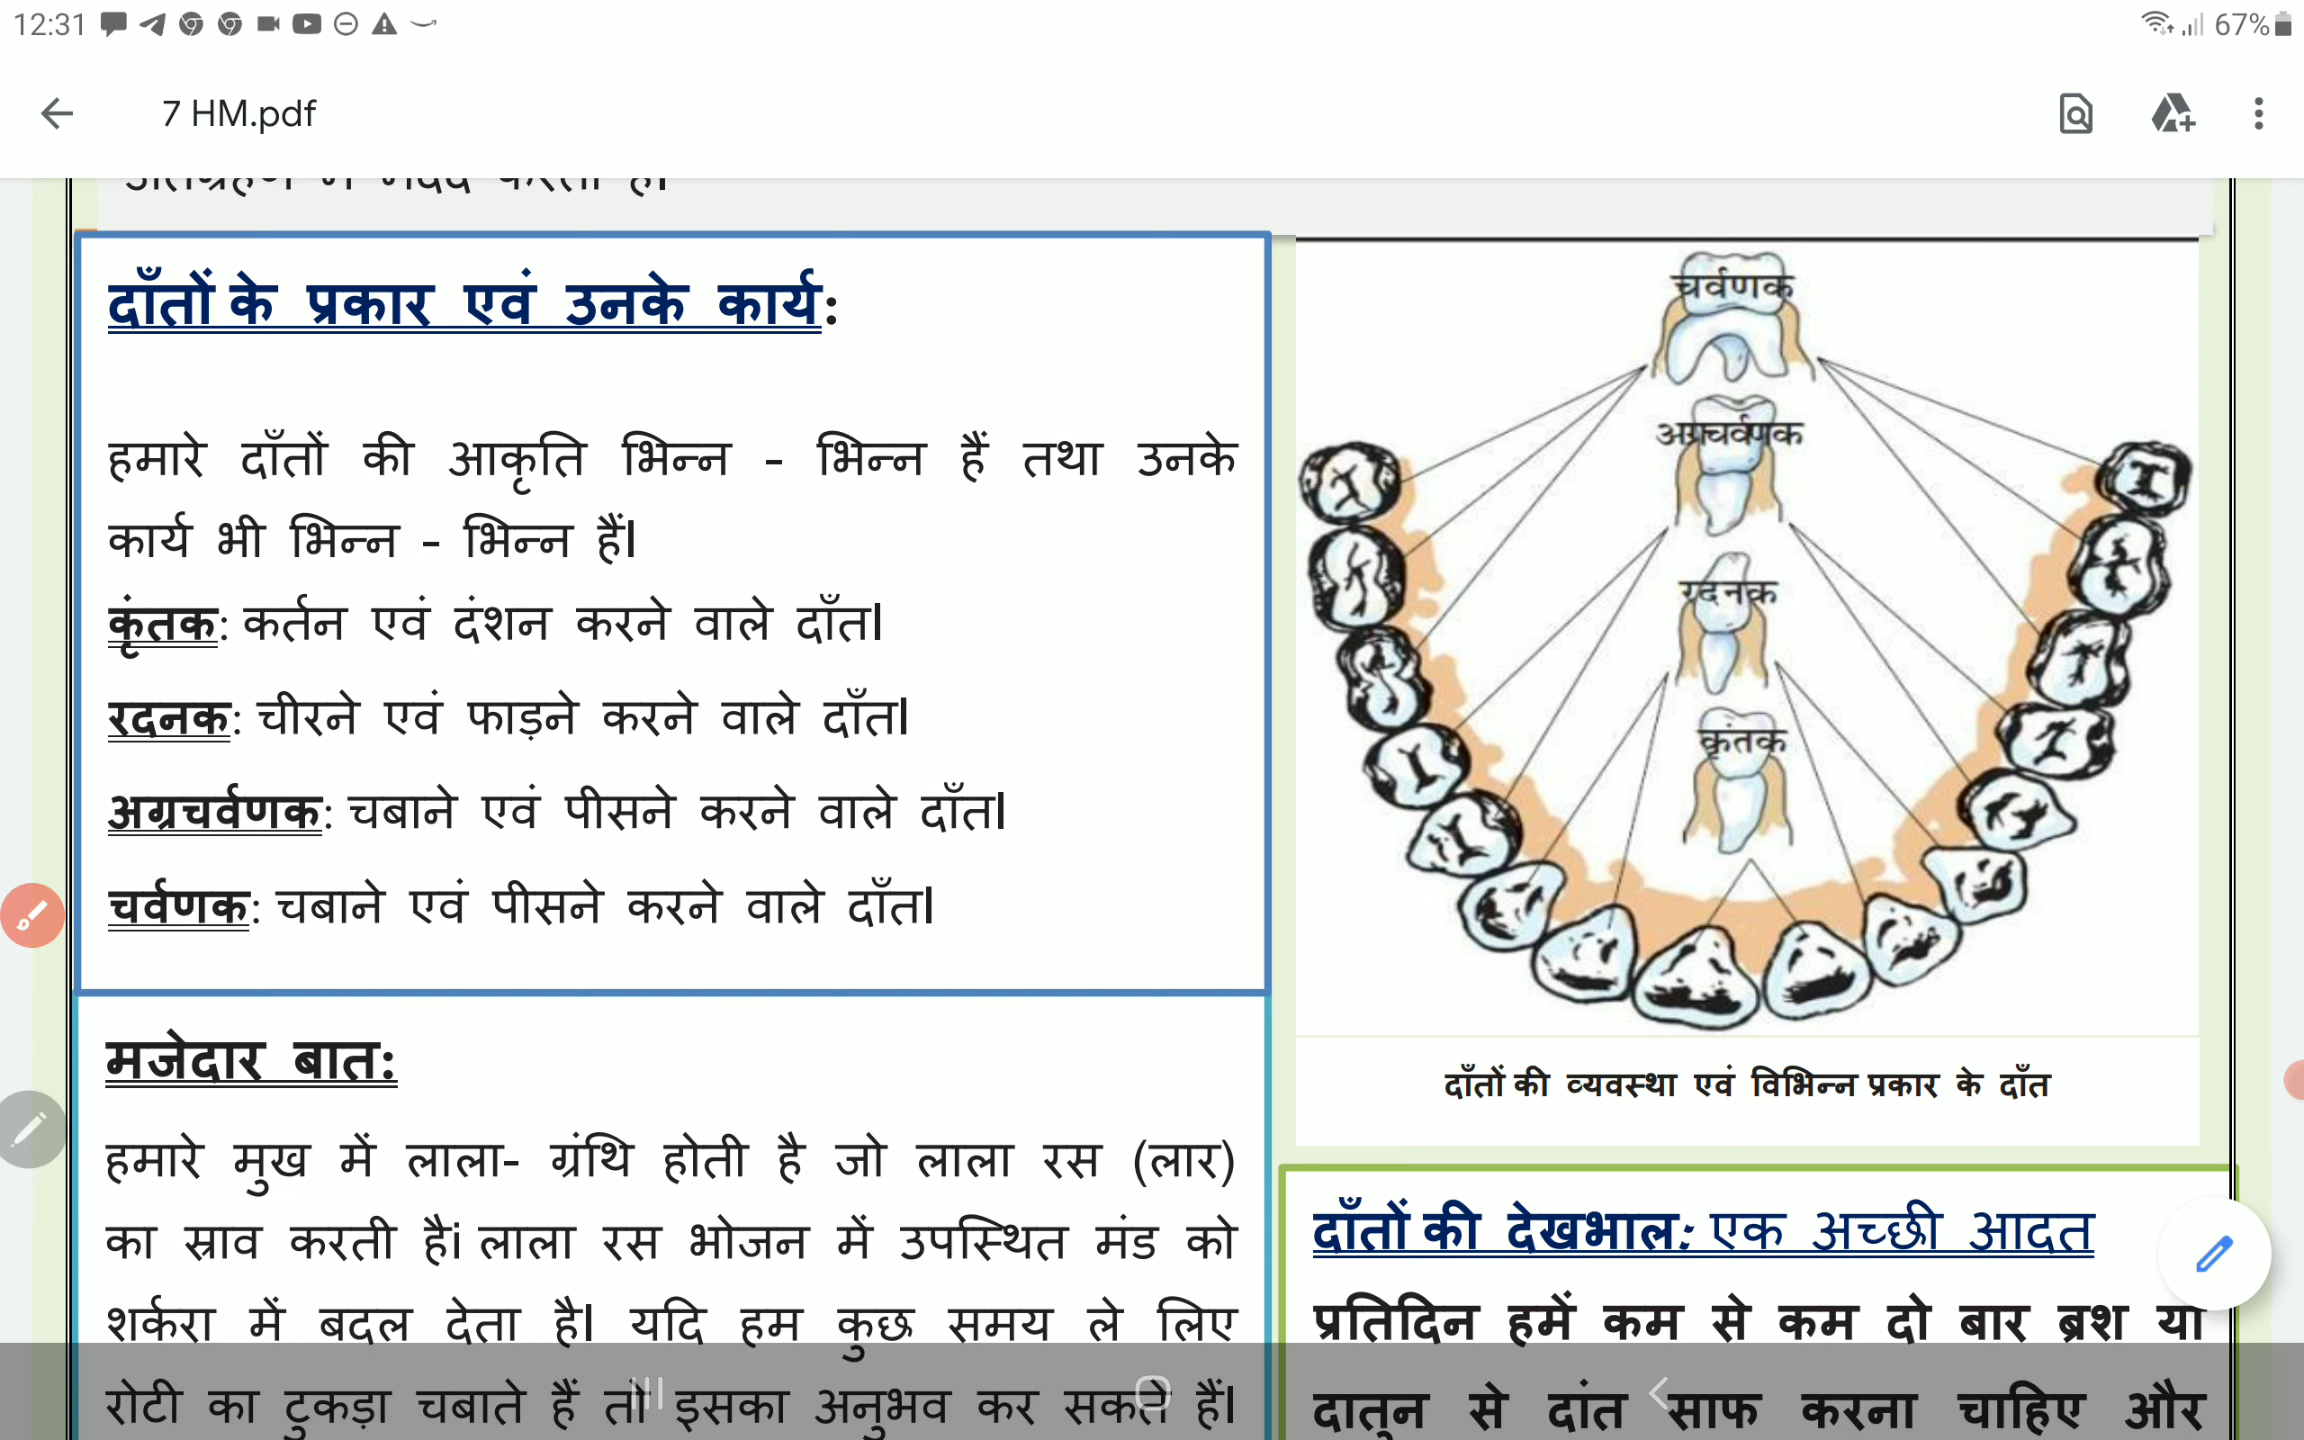 12:31
67%
7 HM.pdf
दाँतों के प्रकार एवं उनके कार्य:
हमारे दाँतों की आकृति भिन्न - भिन्न हैं तथा उनके
कार्य भी भिन्न - भिन्न हैं।
कृंतक: कर्तन एवं दंशन करने वाले दाँत।
रदनक: चीरने एवं फाड़ने करने वाले दाँत।
अग्रचर्वणक: चबाने एवं पीसने करने वाले दाँत।
चर्वणक: चबाने एवं पीसने करने वाले दाँत।
मजेदार बात:
हमारे मुख में लाला- ग्रंथि होती है जो लाला रस (लार)
का स्राव करती हैi लाला रस भोजन में उपस्थित मंड को
शर्करा में बदल देता है। यदि हम कुछ समय ले लिए
रोटी का टुकड़ा चबाते हैं तो इसका अनुभव कर सकते हैं।
चर्वणक
अग्रचर्वणक
रदनक
कृंतक
दाँतों की व्यवस्था एवं विभिन्न प्रकार के दाँत
दाँतों की देखभाल: एक अच्छी आदत
प्रतिदिन हमें कम से कम दो बार ब्रश या
दातुन से दांत साफ करना चाहिए और